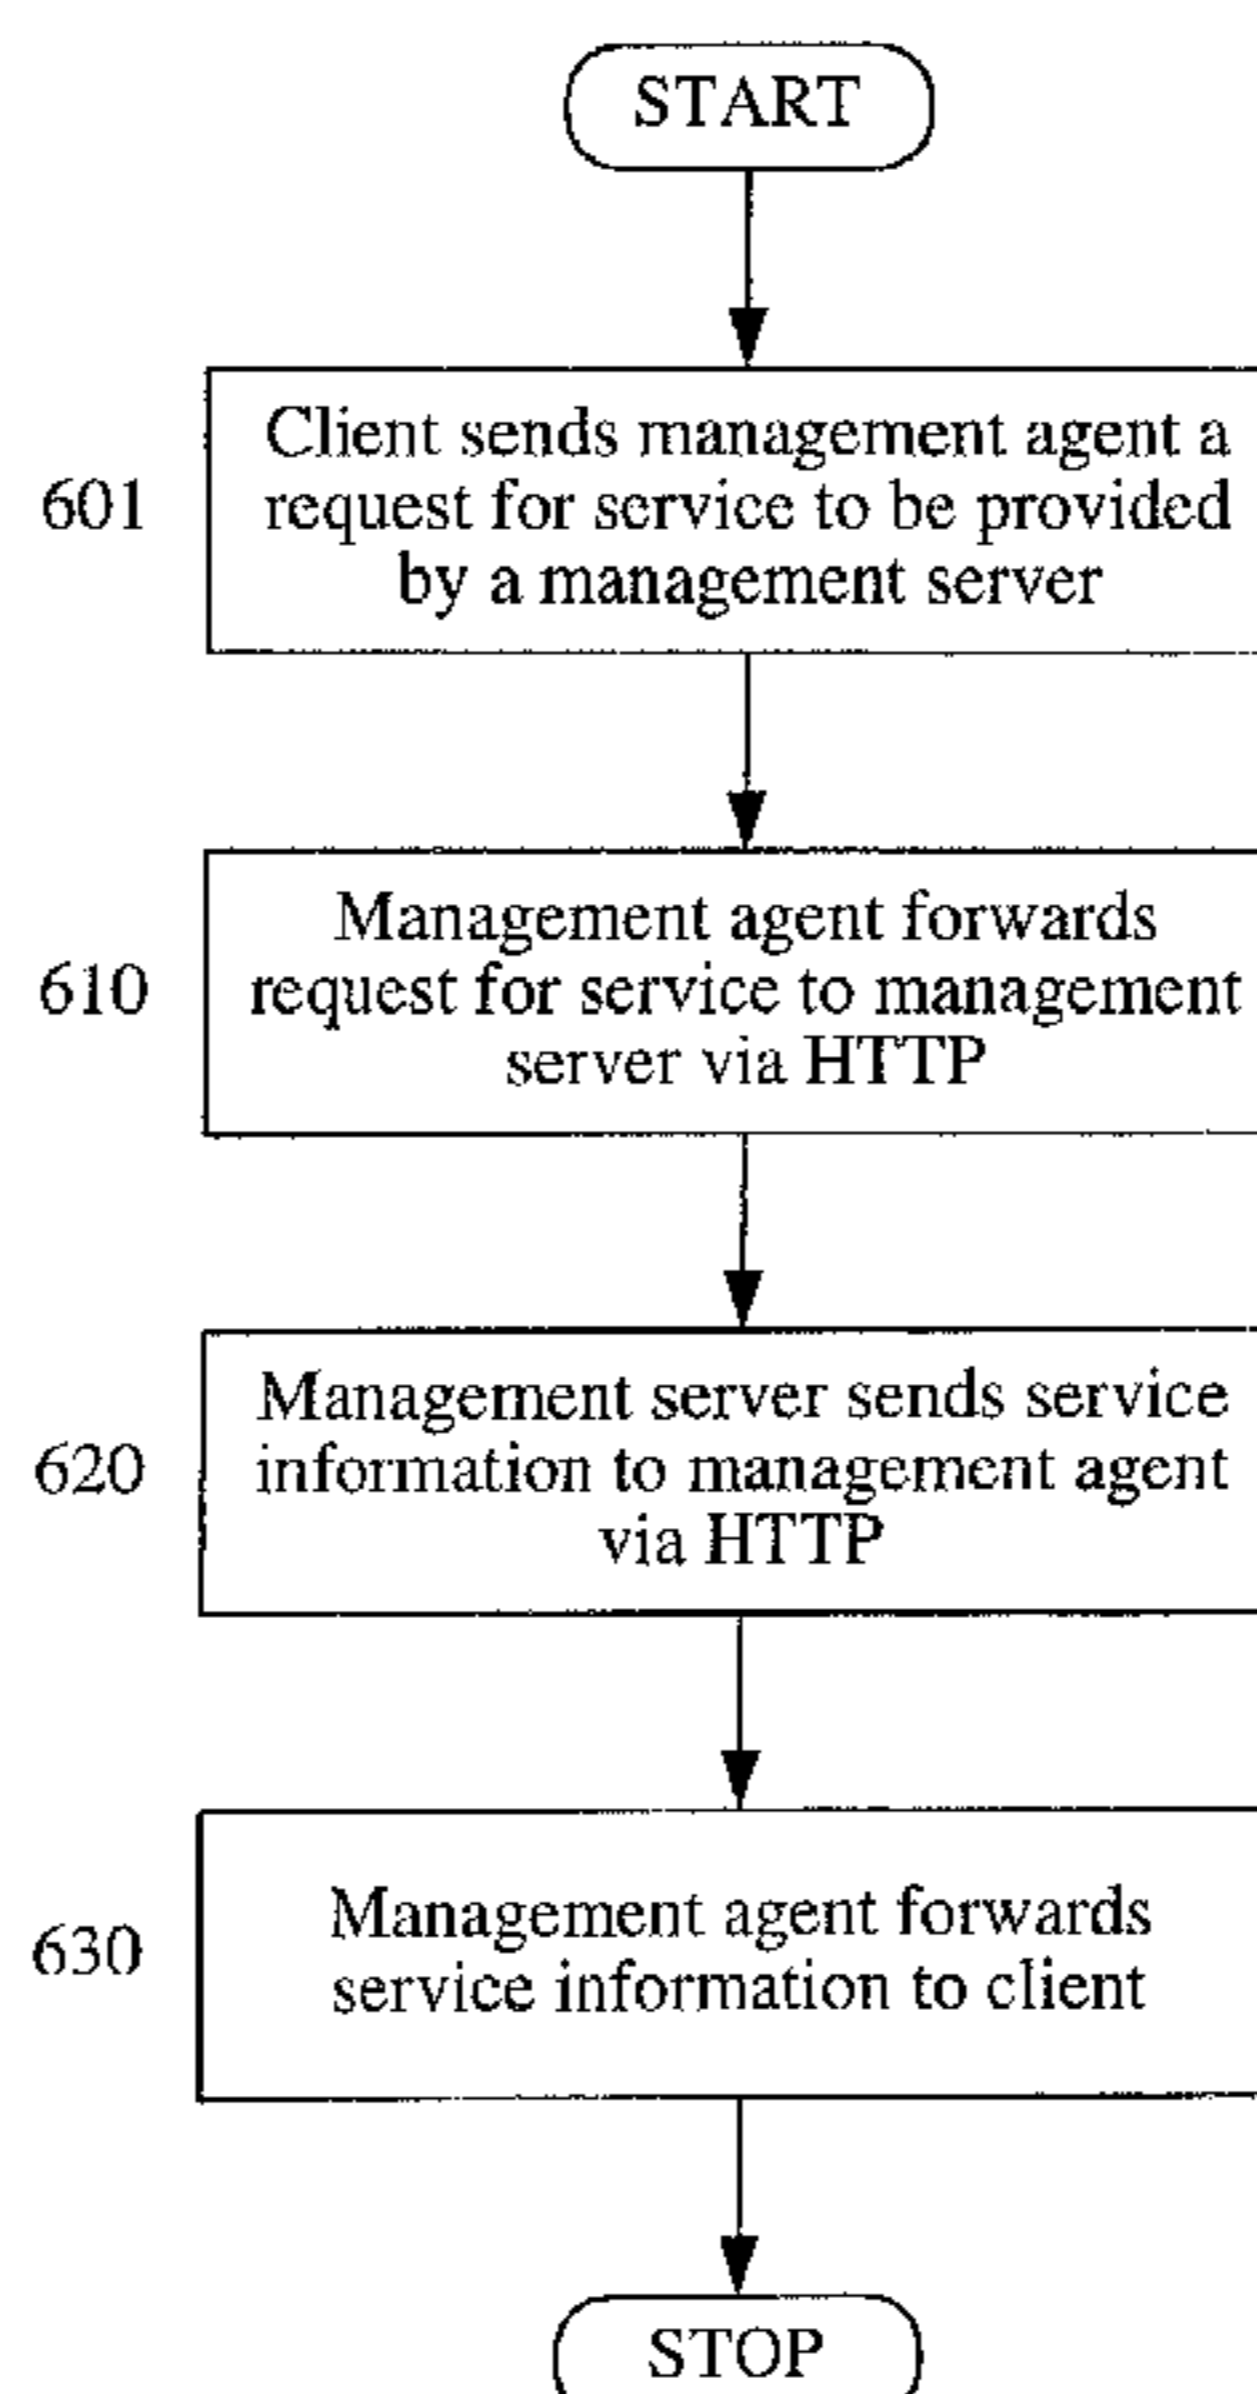 START
Client sends management agent a
601
request for service to be provided
by a management server
Management agent forwards
610
request for service to management
server via HTTP
Management server sends service
620
information to management agent
via HTTP
Management agent forwards
630
service information to client
STOP